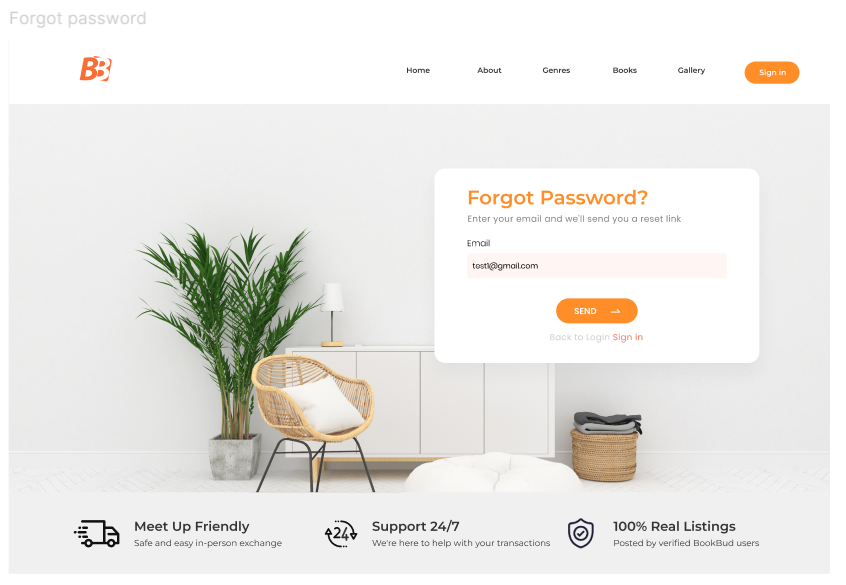 Forgot password
BB
Home About Genres Books Gallery Sign in
Forgot Password?
Enter your email and we'll send you a reset link
Email
test1@gmail.com
SEND
Back to Login Sign in
24
Meet Up Friendly
Safe and easy in-person exchange
Support 24/7
We're here to help with your transactions
100% Real Listings
Posted by verified BookBud users